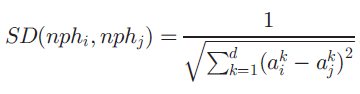 $SD(nph_i, nph_j) = \frac{1}{\sqrt{\sum_{k=1}^{d} (a_i^k - a_j^k)^2}}$